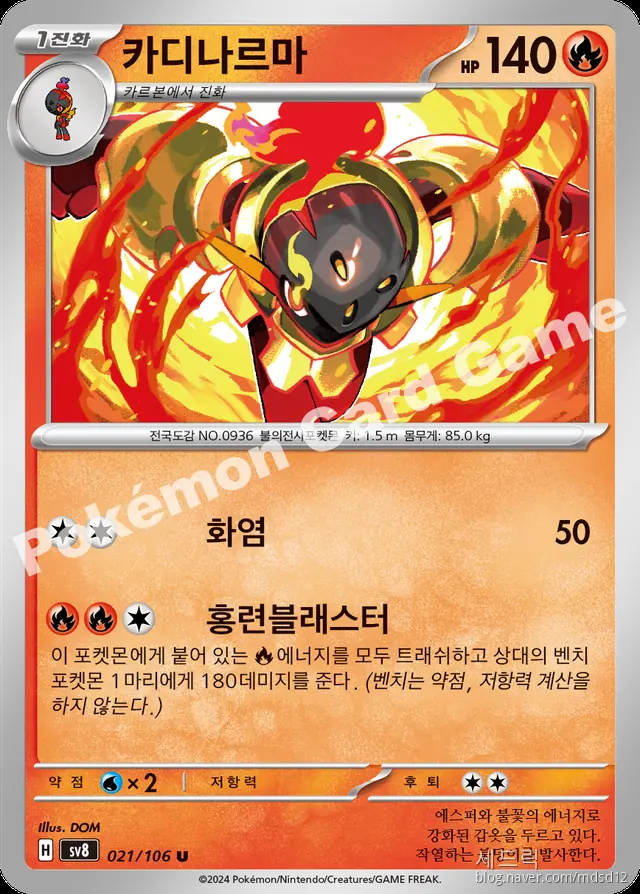 1진화 카디나르마 HP 140
카르본에서 진화
Pokémon Card Game
전국도감 NO.0936 불의전사포켓몬 키: 1.5 m 몸무게: 85.0 kg
화염 50
홍련블래스터
이 포켓몬에게 붙어 있는 에너지를 모두 트래쉬하고 상대의 벤치
포켓몬 1마리에게 180데미지를 준다. (벤치는 약점, 저항력 계산을
하지 않는다.)
약점 ×2 저항력 후퇴
Illus. DOM
H sv8 021/106 U
에스퍼와 불꽃의 에너지로
강화된 갑옷을 두르고 있다.
작열하는 발사한다.
세드릭
blog.naver.com/mdsd12
©2024 Pokémon/Nintendo/Creatures/GAME FREAK.